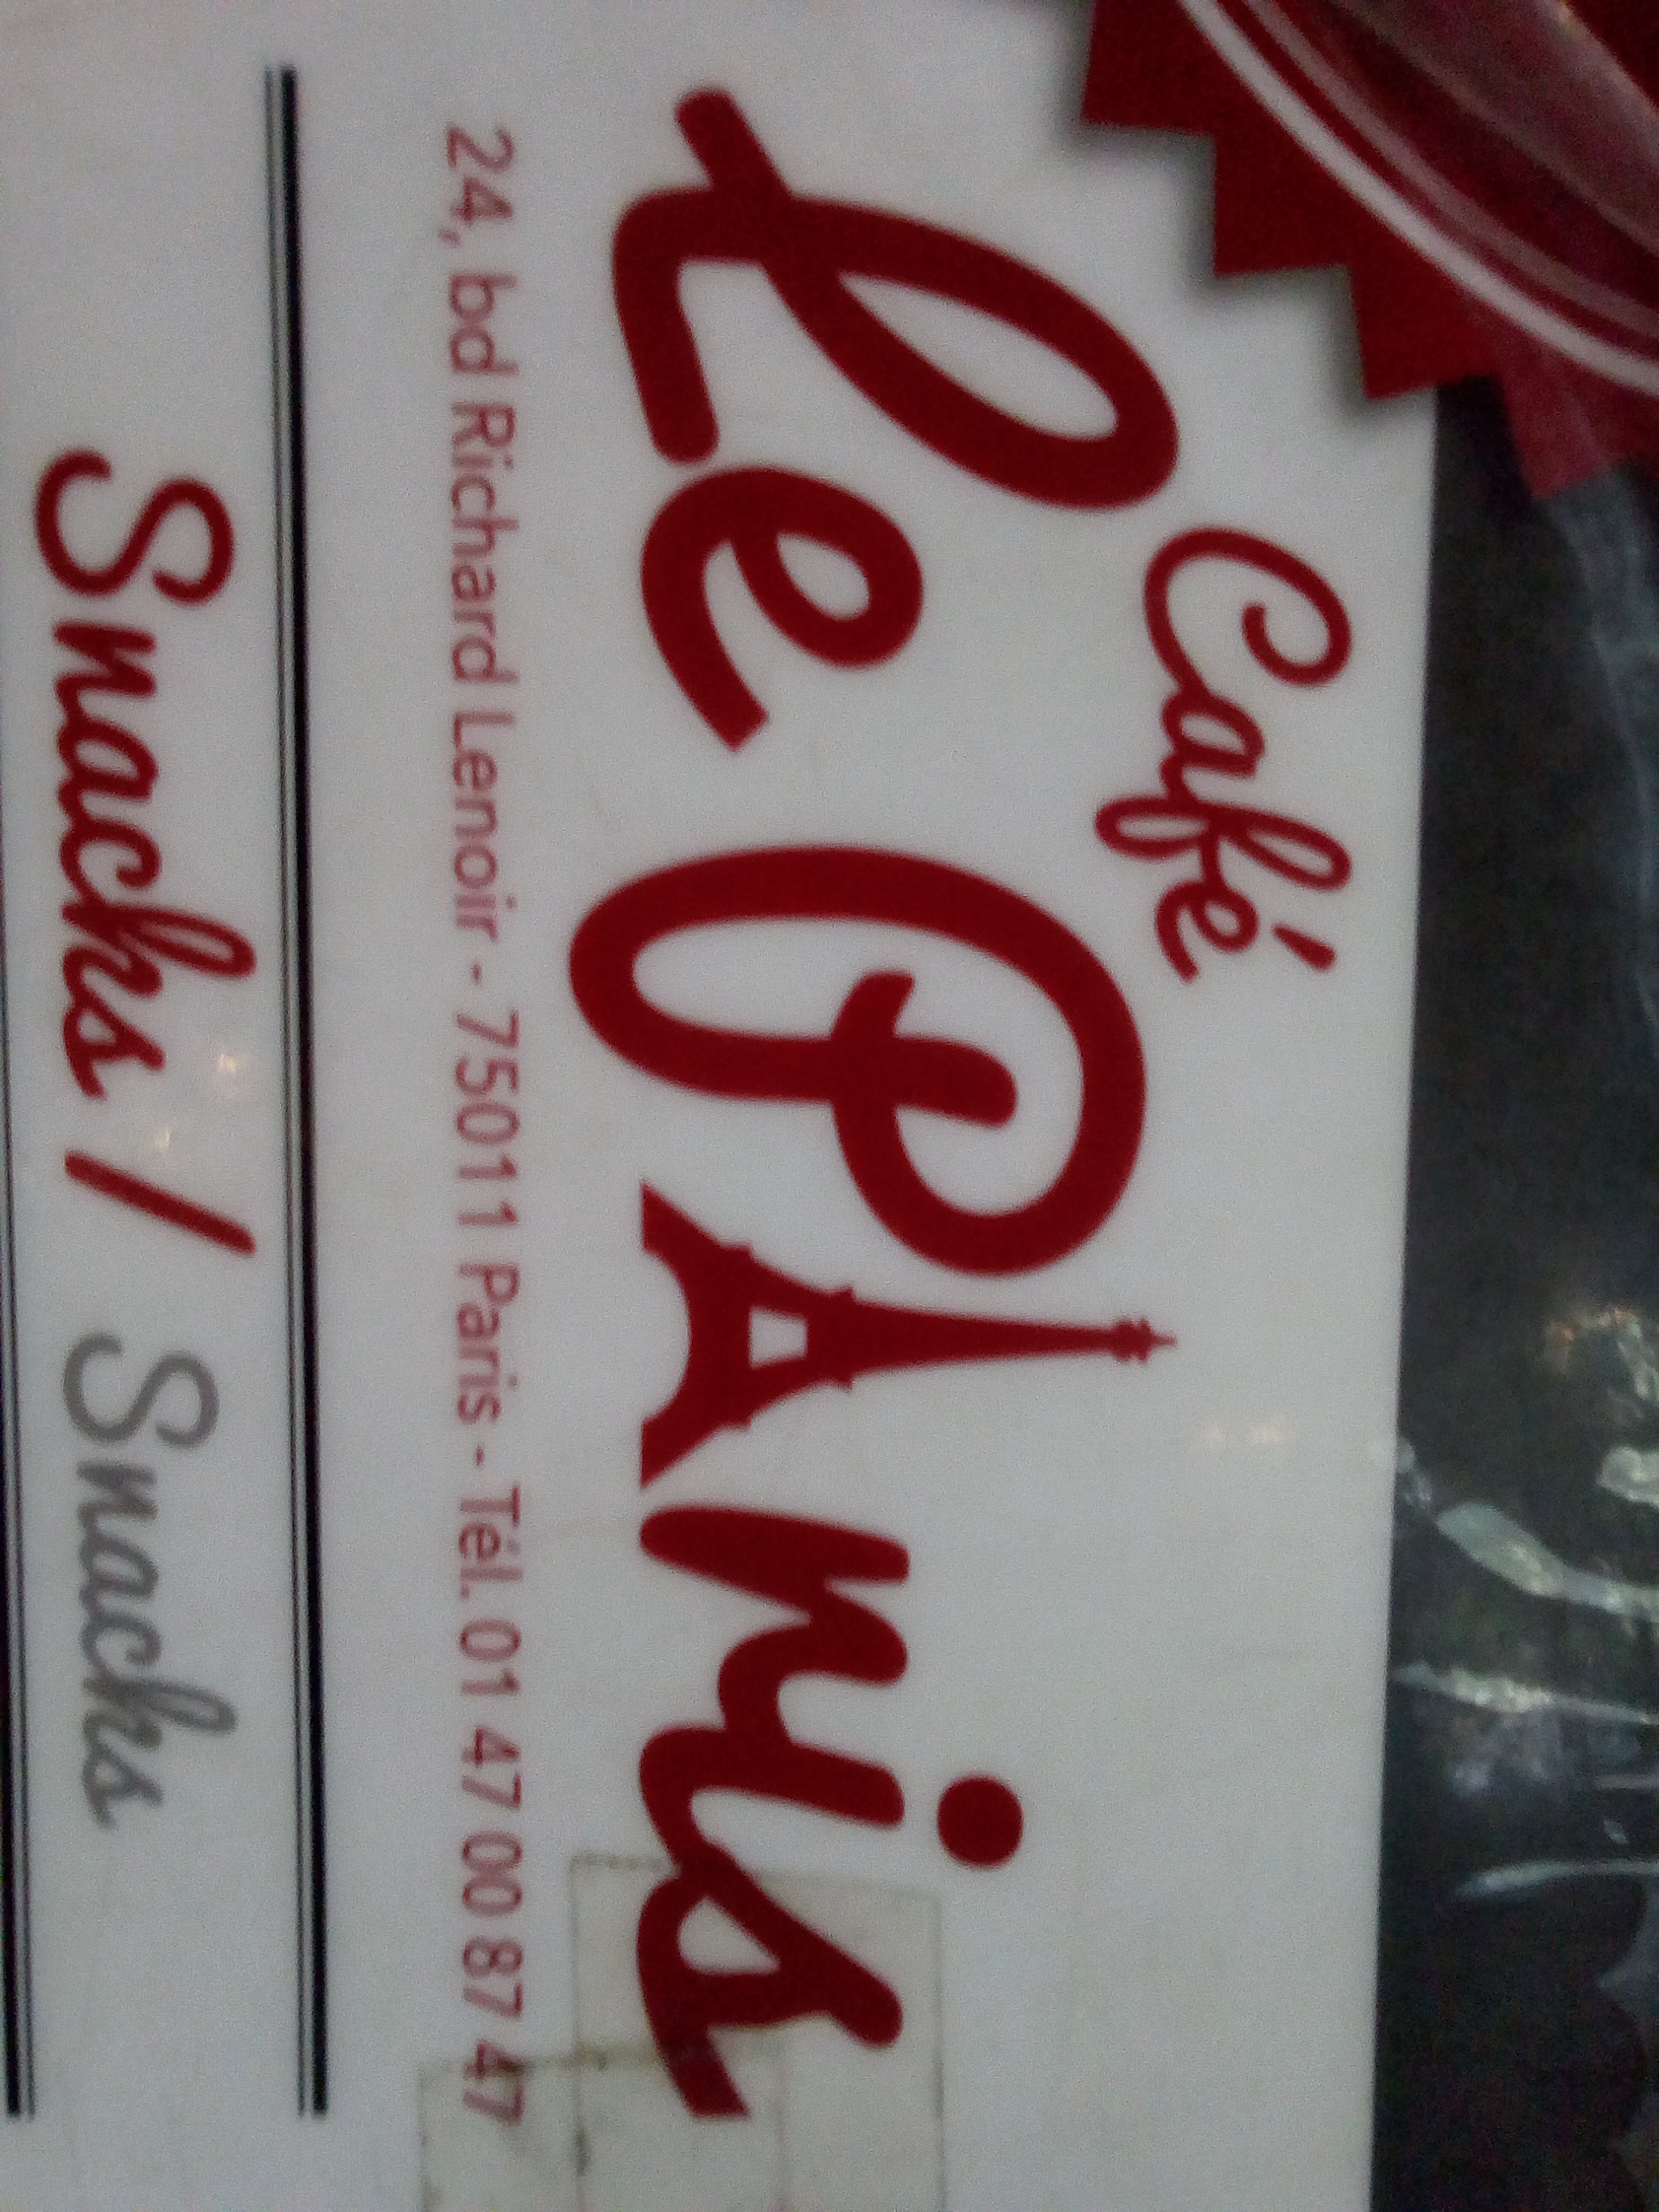 Café
Le Paris
24, bd Richard Lenoir - 75011 Paris - Tél. 01 47 00 87 47
Snacks / Snacks